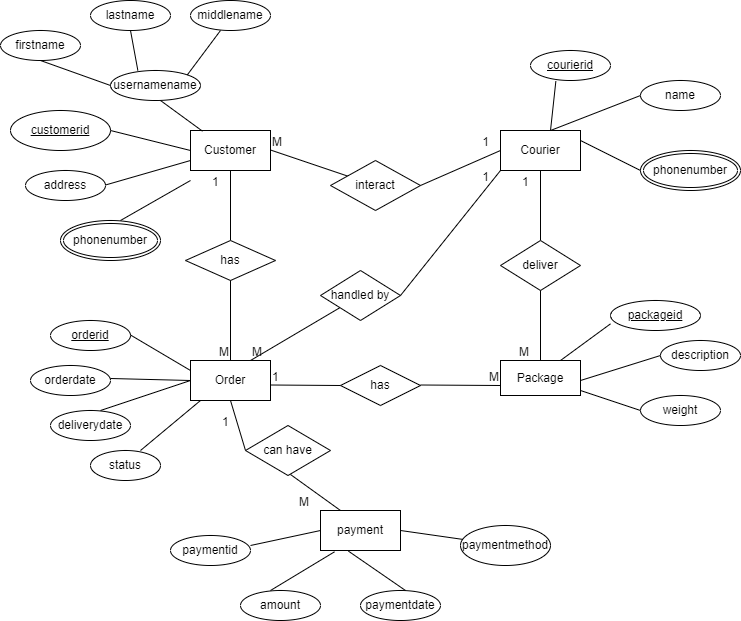 lastname
middlename
firstname
usernamename
courierid
name
customerid
Customer
M
1
Courier
address
interact
1
phonenumber
1
1
phonenumber
has
deliver
handled by
packageid
orderid
M
M
M
description
orderdate
Order
1
has
M
Package
deliverydate
weight
status
1
can have
M
payment
paymentid
paymentmethod
amount
paymentdate